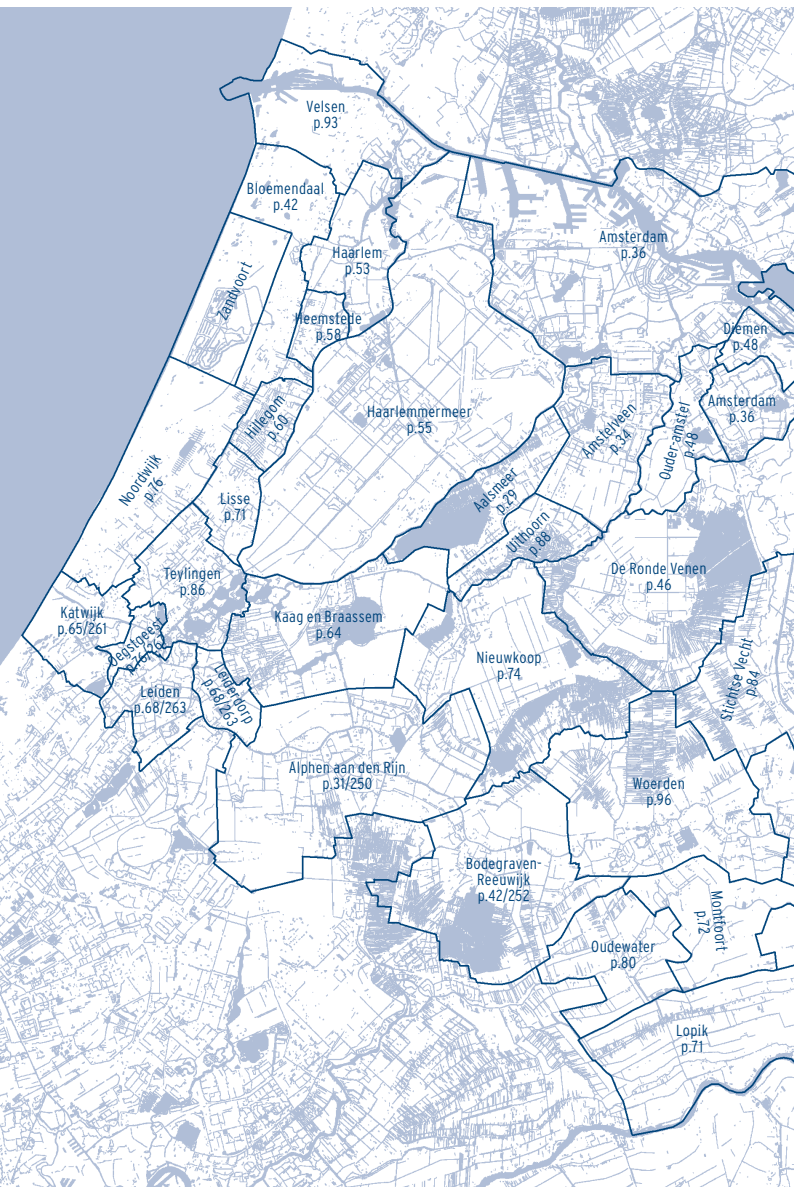 Velsen
p.93
Bloemendaal
p.42
Amsterdam
p.36
Haarlem
p.53
Zandvoort
Heemstede
p.58
Diemen
p.48
Amsterdam
p.36
Haarlemmermeer
p.55
Hillegom
p.60
Amstelveen
p.34
Ouder-amstel
p.48
Noordwijk
p.76
Lisse
p.71
Aalsmeer
p.29
Uithoorn
p.88
De Ronde Venen
p.46
Teylingen
p.86
Katwijk
p.65/261
Kaag en Braassem
p.64
Oegstgeest
Nieuwkoop
p.74
Stichtse Vecht
p.84
Leiden
p.68/263
Leiderdorp
p.68/263
Alphen aan den Rijn
p.31/250
Woerden
p.96
Bodegraven-
Reeuwijk
p.42/252
Montfoort
p.72
Oudewater
p.80
Lopik
p.71